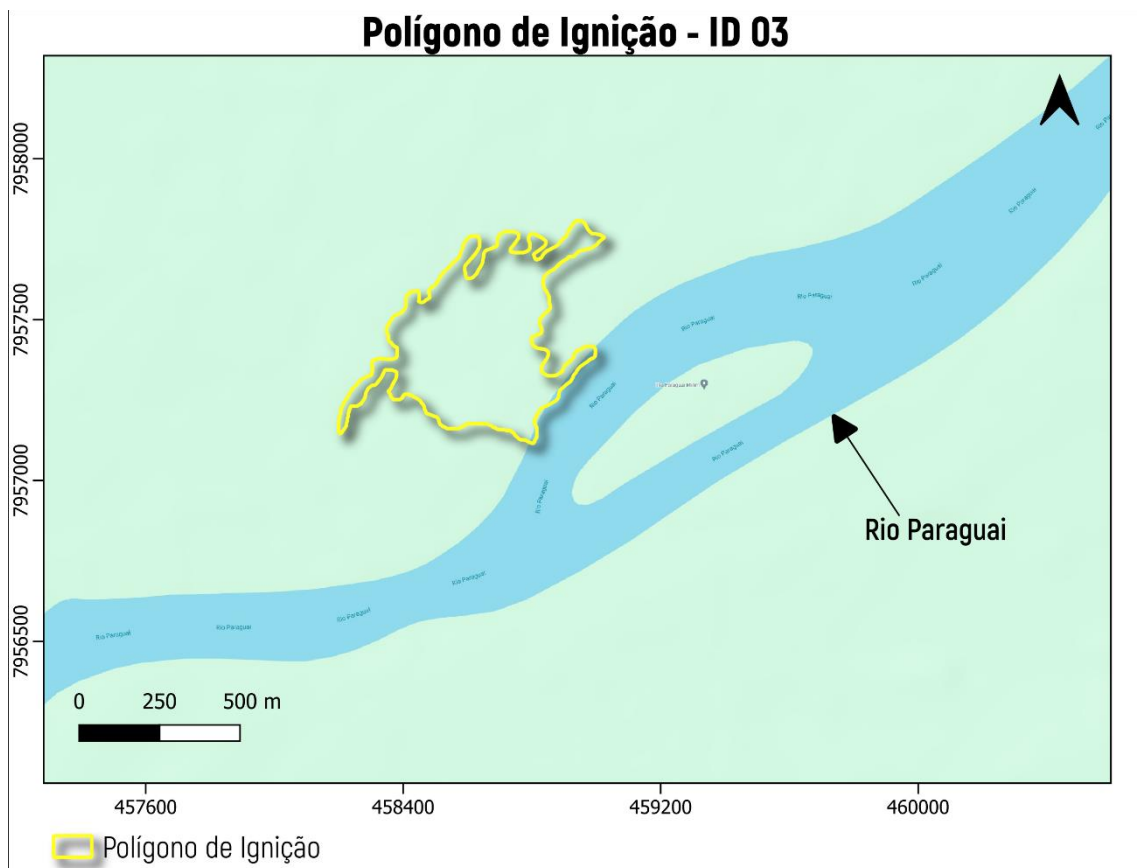 Polígono de Ignição - ID 03
7958000
7957500
7957000
7956500
Rio Paraguai
Rio Paraguai
Rio Paraguai
Rio Paraguai
Rio Paraguai
Rio Paraguai
Rio Paraguai
Rio Paraguai
Rio Paraguai
Rio Paraguai
Rio Paraguai
Rio Paraguai
0 250 500 m
457600 458400 459200 460000
Polígono de Ignição